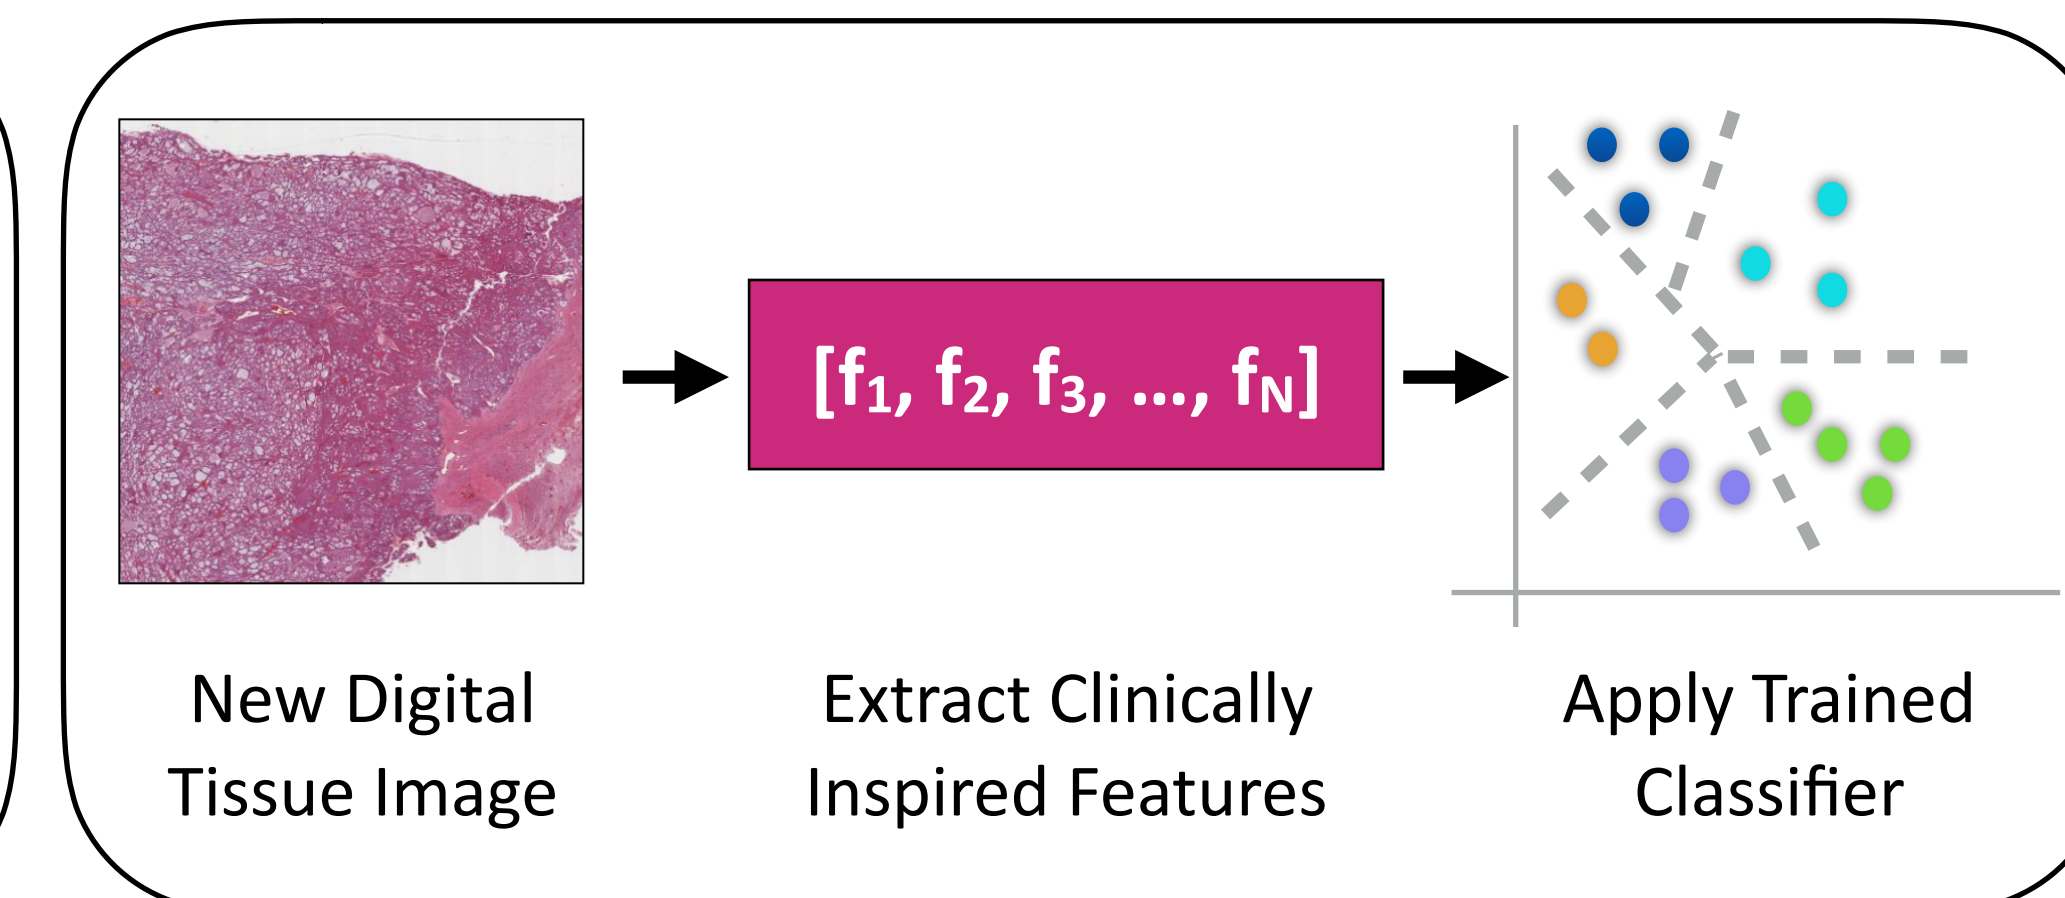 [f₁, f₂, f₃, ..., fN]
New Digital
Tissue Image
Extract Clinically
Inspired Features
Apply Trained
Classifier